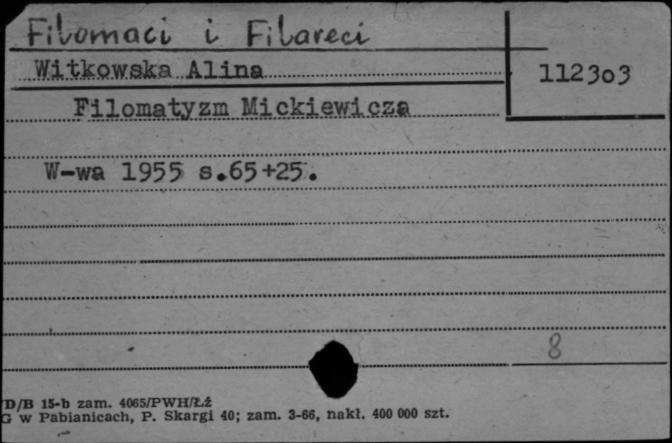 Filomaci i Filareci
Witkowska Alina
112303
Filomatyzm Mickiewicza
W-wa 1955 s.65+25.
8
D/B 15-b zam. 4065/PWH/Łź
G w Pabianicach, P. Skargi 40; zam. 3-66, nakł. 400 000 szt.